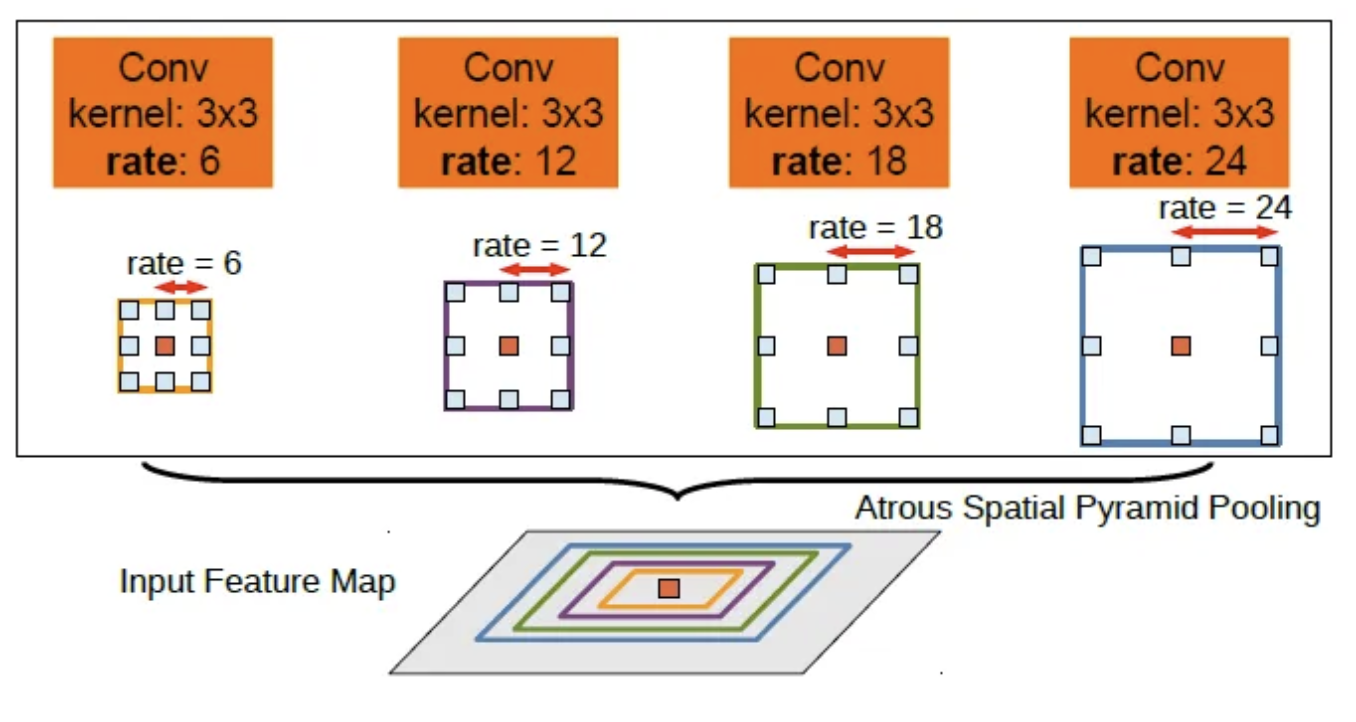 Conv
kernel: 3x3
rate: 6
Conv
kernel: 3x3
rate: 12
Conv
kernel: 3x3
rate: 18
Conv
kernel: 3x3
rate: 24
rate = 6
rate = 12
rate = 18
rate = 24
Atrous Spatial Pyramid Pooling
Input Feature Map